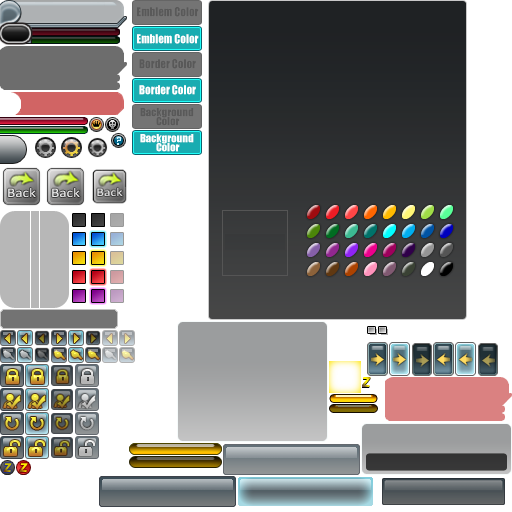 Emblem Color
Emblem Color
Border Color
Border Color
Background
Color
Background
Color
?
Back
Back
Back
Z
Z
Z